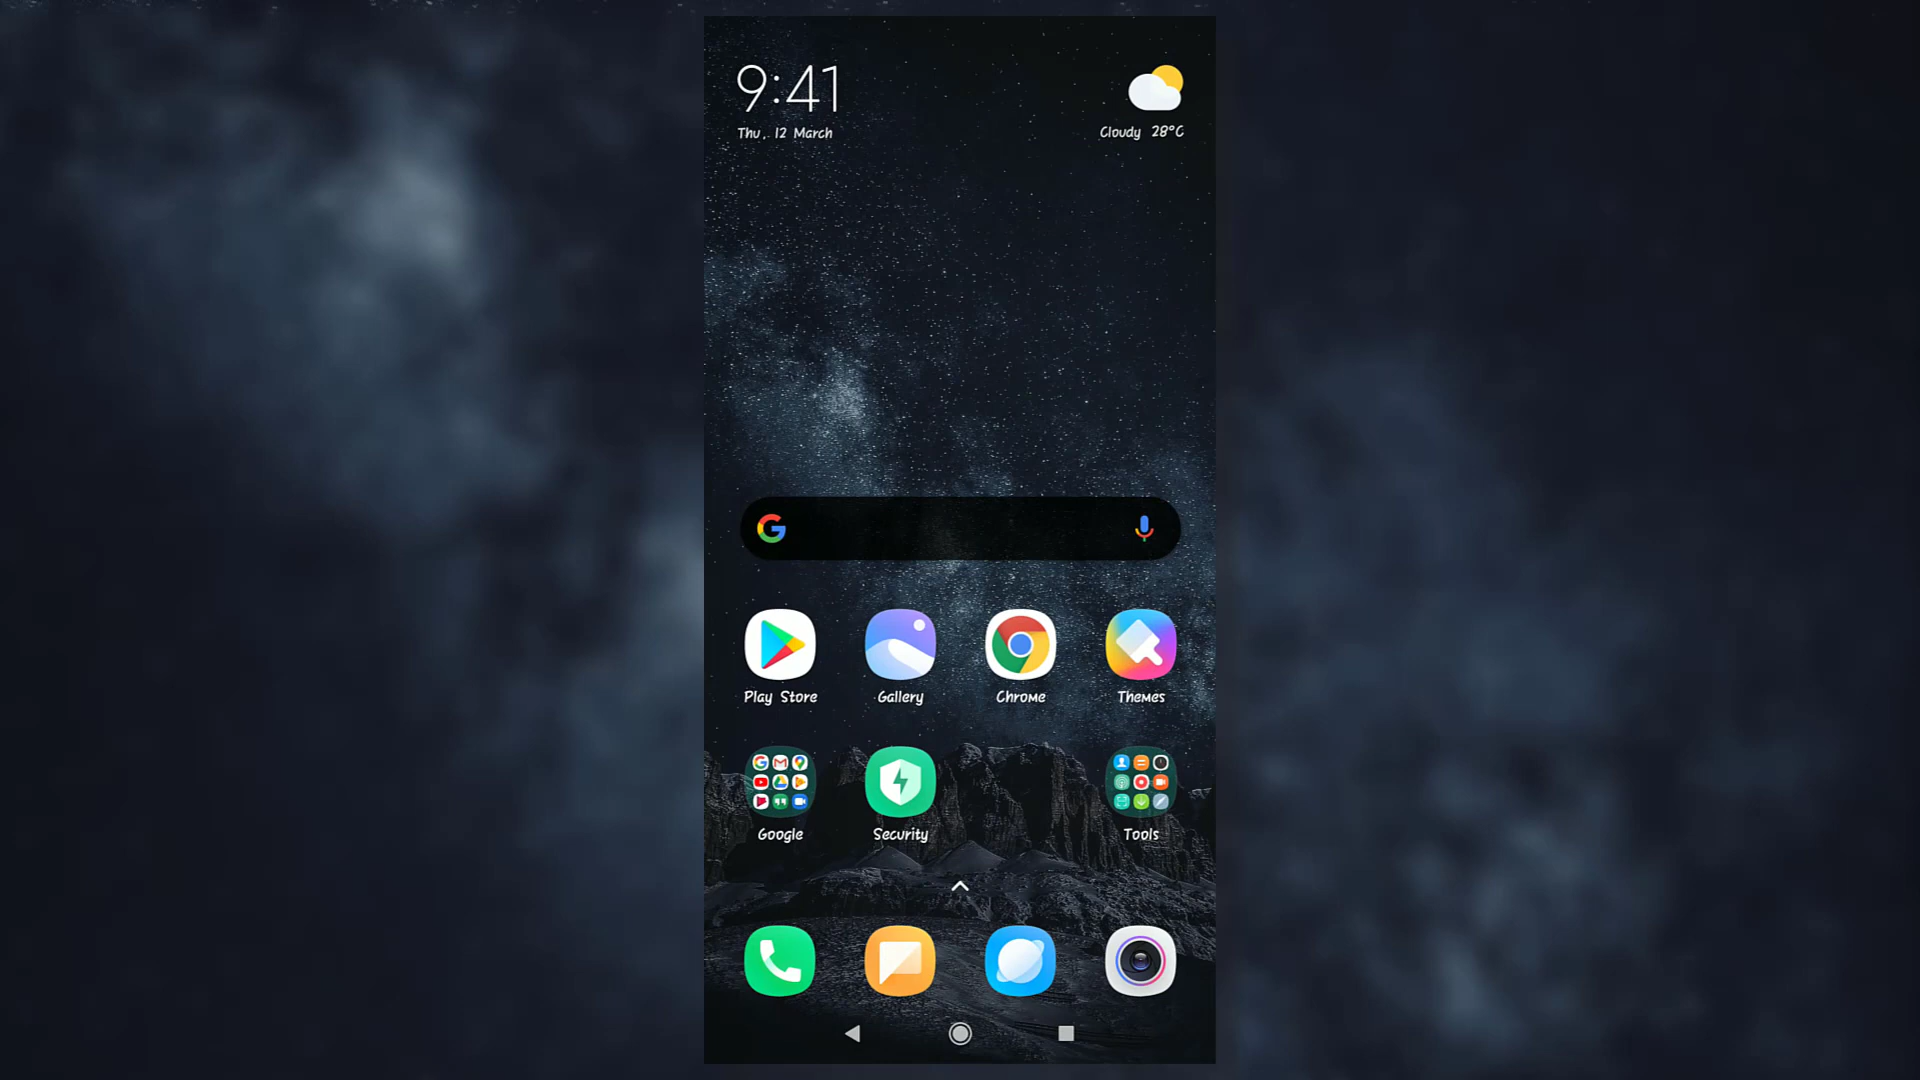 9:41
Thu, 12 March
Cloudy 28°C
Play Store
Gallery
Chrome
Themes
Google
Security
Tools